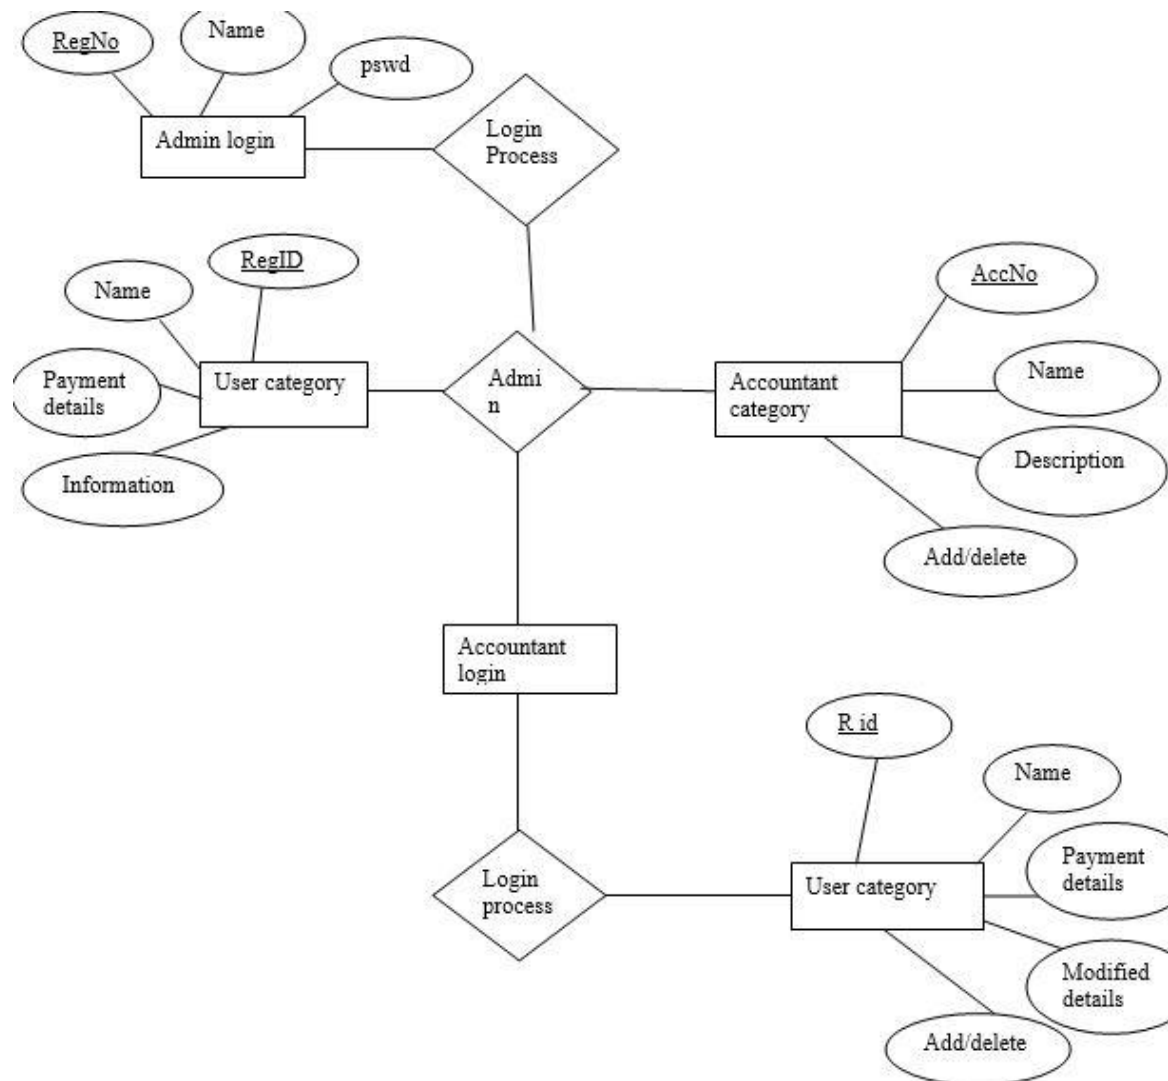 RegNo
Name
pswd
Admin login
Login
Process
RegID
Name
AccNo
Payment
details
User category
Admi
n
Accountant
category
Name
Information
Description
Add/delete
Accountant
login
R id
Name
Login
process
User category
Payment
details
Modified
details
Add/delete